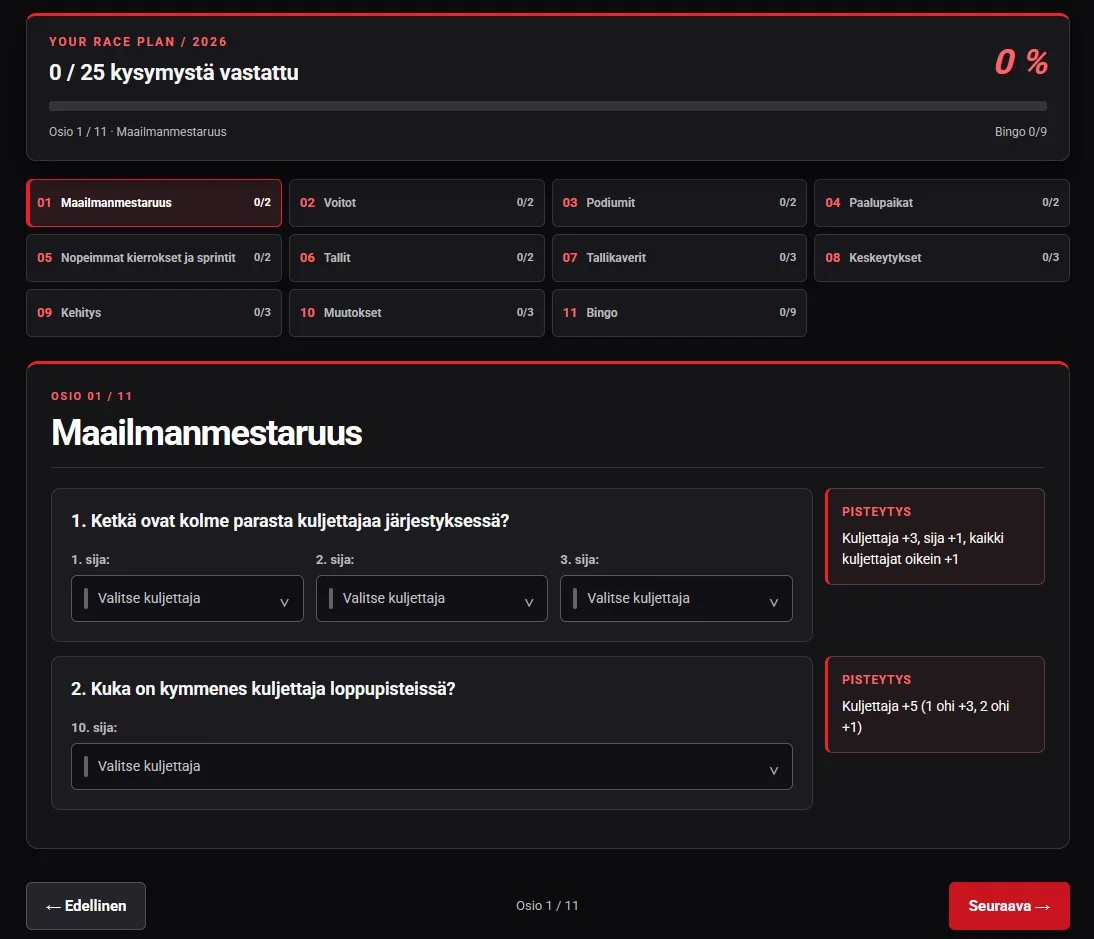 YOUR RACE PLAN / 2026
0 / 25 kysymystä vastattu
0 %
Osio 1 / 11 · Maailmanmestaruus
Bingo 0/9
01 Maailmanmestaruus 0/2
02 Voitot 0/2
03 Podiumit 0/2
04 Paalupaikat 0/2
05 Nopeimmat kierrokset ja sprintit 0/2
06 Tallit 0/2
07 Tallikaverit 0/3
08 Keskeytykset 0/3
09 Kehitys 0/3
10 Muutokset 0/3
11 Bingo 0/9
OSIO 01 / 11
Maailmanmestaruus
1. Ketkä ovat kolme parasta kuljettajaa järjestyksessä?
1. sija:
Valitse kuljettaja
2. sija:
Valitse kuljettaja
3. sija:
Valitse kuljettaja
PISTEYTYS
Kuljettaja +3, sija +1, kaikki
kuljettajat oikein +1
2. Kuka on kymmenes kuljettaja loppupisteissä?
10. sija:
Valitse kuljettaja
PISTEYTYS
Kuljettaja +5 (1 ohi +3, 2 ohi
+1)
← Edellinen
Osio 1 / 11
Seuraava →